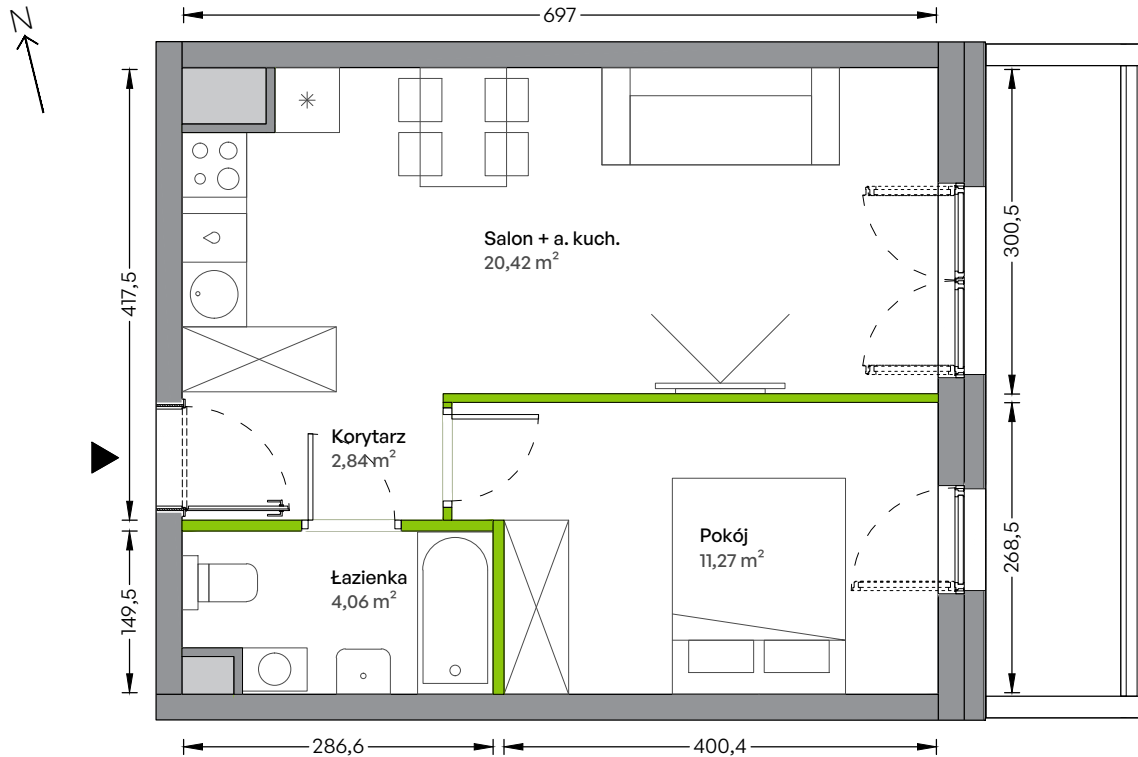 N
697
417,5
300,5
Salon + a. kuch.
20,42 m²
Korytarz
2,84 m²
Pokój
11,27 m²
268,5
Łazienka
4,06 m²
149,5
286,6
400,4